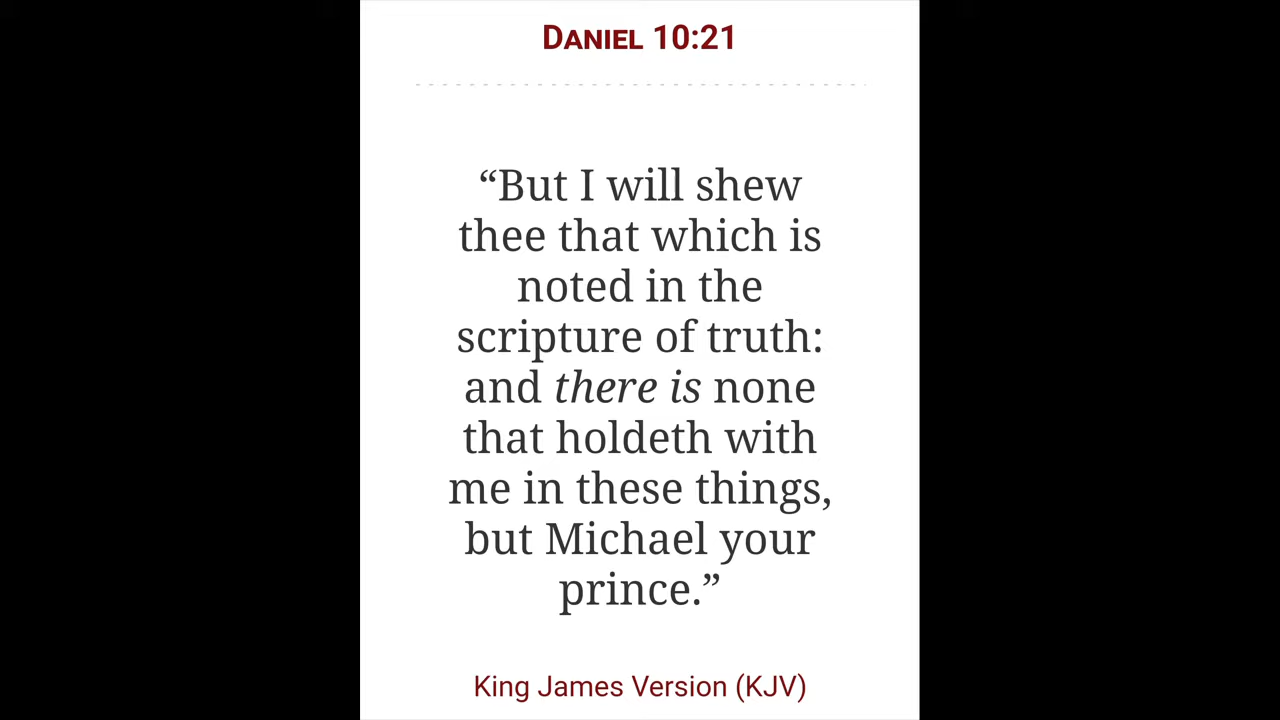 DANIEL 10:21
“But I will shew
thee that which is
noted in the
scripture of truth:
and there is none
that holdeth with
me in these things,
but Michael your
prince.”
King James Version (KJV)